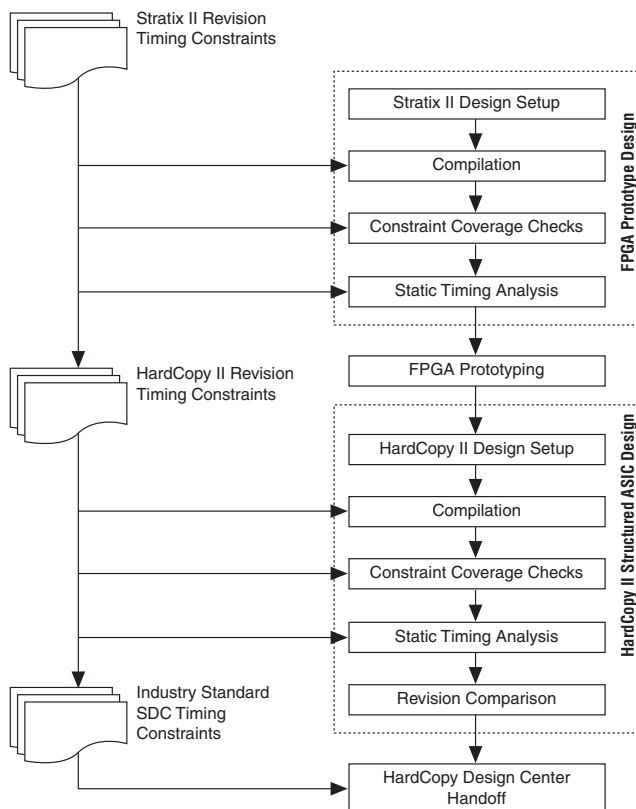 Stratix II Revision
Timing Constraints
Stratix II Design Setup
Compilation
Constraint Coverage Checks
Static Timing Analysis
FPGA Prototype Design
HardCopy II Revision
Timing Constraints
FPGA Prototyping
HardCopy II Design Setup
Compilation
Constraint Coverage Checks
Static Timing Analysis
Revision Comparison
HardCopy II Structured ASIC Design
Industry Standard
SDC Timing
Constraints
HardCopy Design Center
Handoff